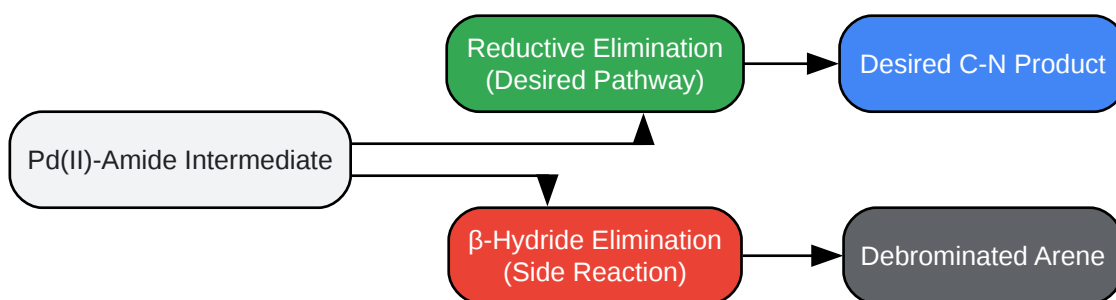 Reductive Elimination
(Desired Pathway)
Desired C-N Product
Pd(II)-Amide Intermediate
β-Hydride Elimination
(Side Reaction)
Debrominated Arene